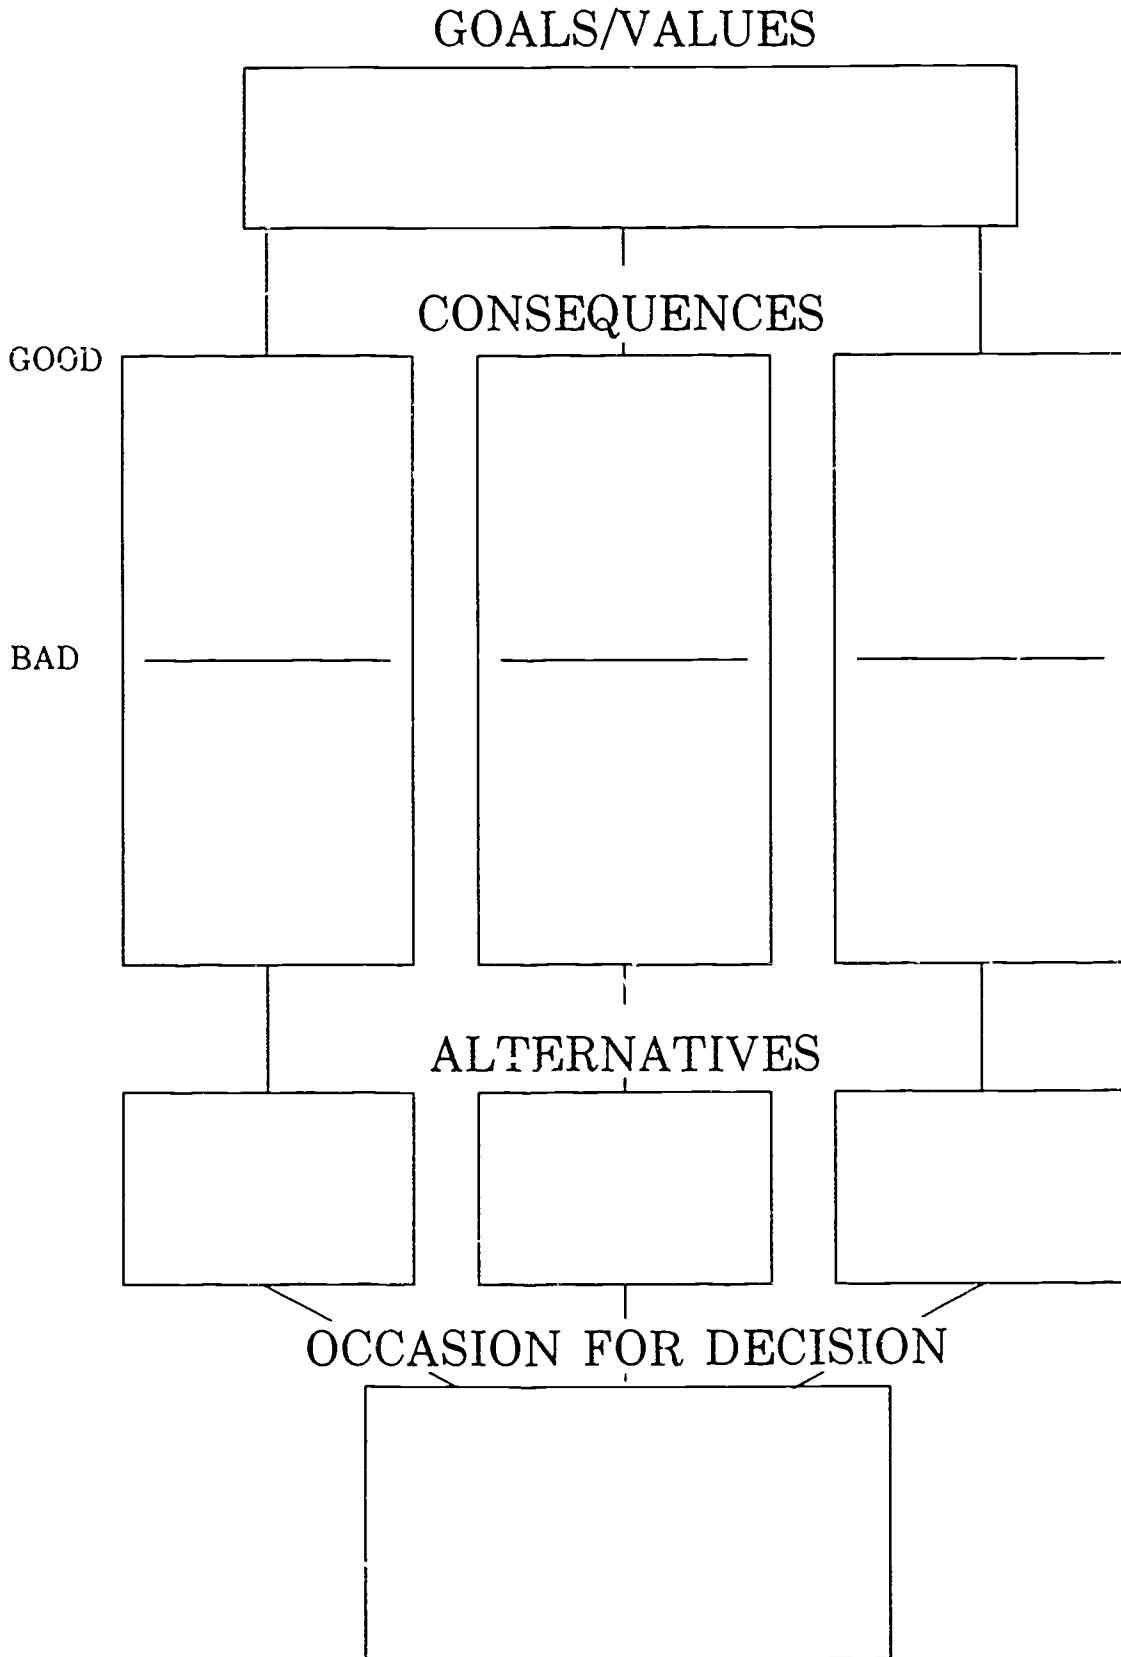 GOALS/VALUES
CONSEQUENCES
GOOD
BAD
ALTERNATIVES
OCCASION FOR DECISION